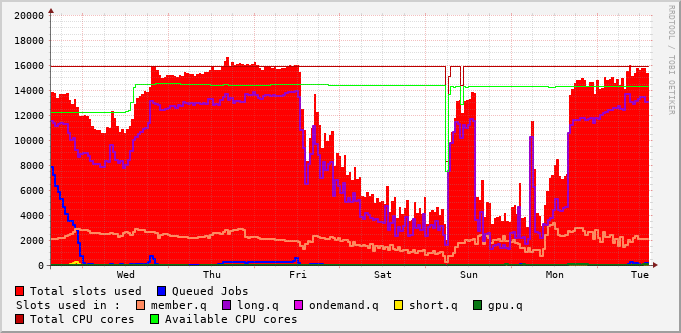 20000
18000
16000
14000
12000
10000
8000
6000
4000
2000
0
Wed Thu Fri Sat Sun Mon Tue
Total slots used Queued Jobs
Slots used in : member.q long.q ondemand.q short.q gpu.q
Total CPU cores Available CPU cores
RRDTOOL / TOBI OETIKER